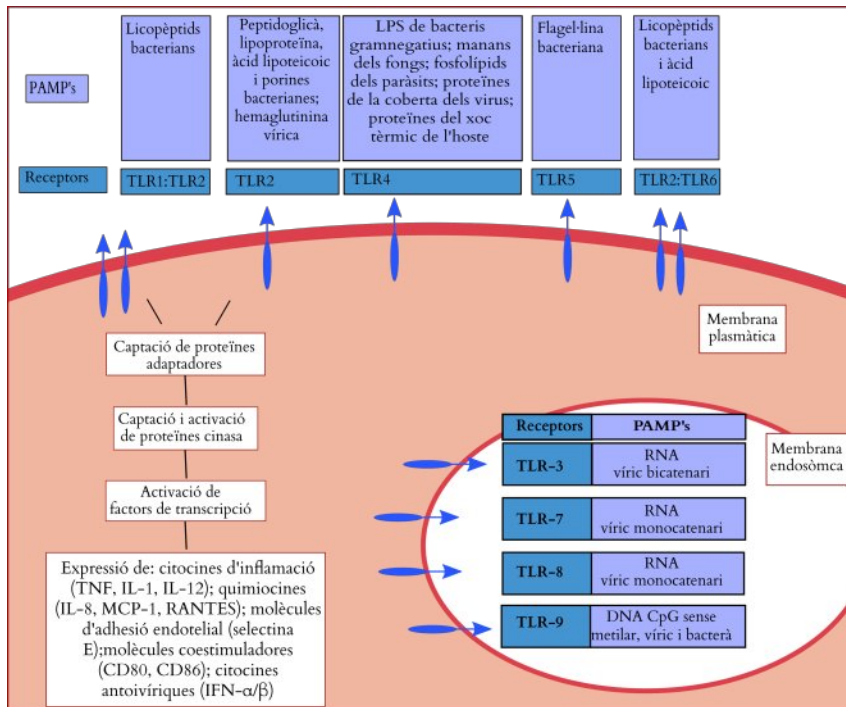 PAMP's
Licopèptids
bacterians
Peptidoglicà,
lipoproteïna,
àcid lipoteicoic
i porines
bacterianes;
hemaglutinina
vírica
LPS de bacteris
gramnegatius; manans
dels fongs; fosfolípids
dels paràsits; proteïnes
de la coberta dels virus;
proteïnes del xoc
tèrmic de l'hoste
Flagel·lina
bacteriana
Licopèptids
bacterians
i àcid
lipoteicoic
Receptors
TLR1:TLR2
TLR2
TLR4
TLR5
TLR2:TLR6
Membrana
plasmàtica
Captació de proteïnes
adaptadores
Captació i activació
de proteïnes cinasa
Activació de
factors de transcripció
Expressió de: citocines d'inflamació
(TNF, IL-1, IL-12); quimiocines
(IL-8, MCP-1, RANTES); molècules
d'adhesió endotelial (selectina
E);molècules coestimuladores
(CD80, CD86); citocines
antoivíriques (IFN-α/β)
Membrana
endosòmca
Receptors PAMP's
TLR-3 RNA
víric bicatenari
TLR-7 RNA
víric monocatenari
TLR-8 RNA
víric monocatenari
TLR-9 DNA CpG sense
metilar, víric i bacterà